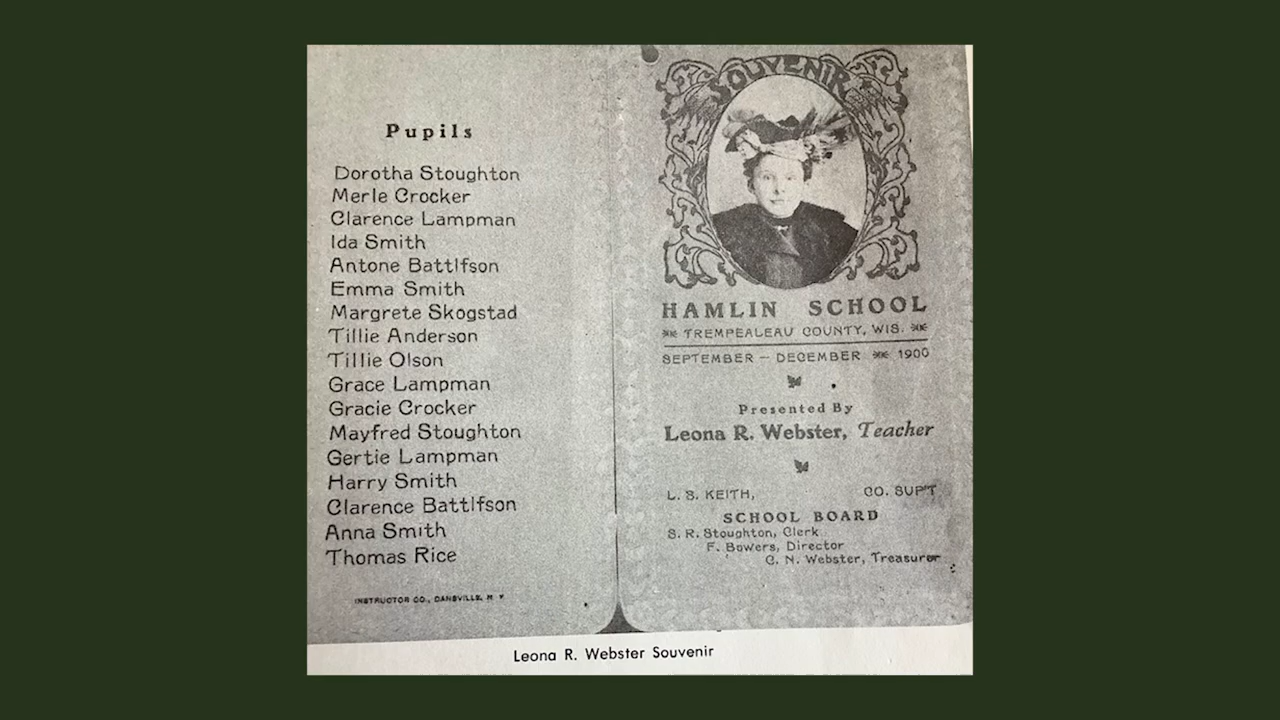 Pupils
Dorotha Stoughton
Merle Crocker
Clarence Lampman
Ida Smith
Antone Battlfson
Emma Smith
Margrete Skogstad
Tillie Anderson
Tillie Olson
Grace Lampman
Gracie Crocker
Mayfred Stoughton
Gertie Lampman
Harry Smith
Clarence Battlfson
Anna Smith
Thomas Rice
INSTRUCTOR CO., DANSVILLE, N Y
SOUVENIR
HAMLIN SCHOOL
TREMPEALEAU COUNTY, WIS.
SEPTEMBER – DECEMBER 1900
Presented By
Leona R. Webster, Teacher
L. S. KEITH, CO. SUP'T
SCHOOL BOARD
S. R. Stoughton, Clerk
F. Bowers, Director
C. N. Webster, Treasurer
Leona R. Webster Souvenir